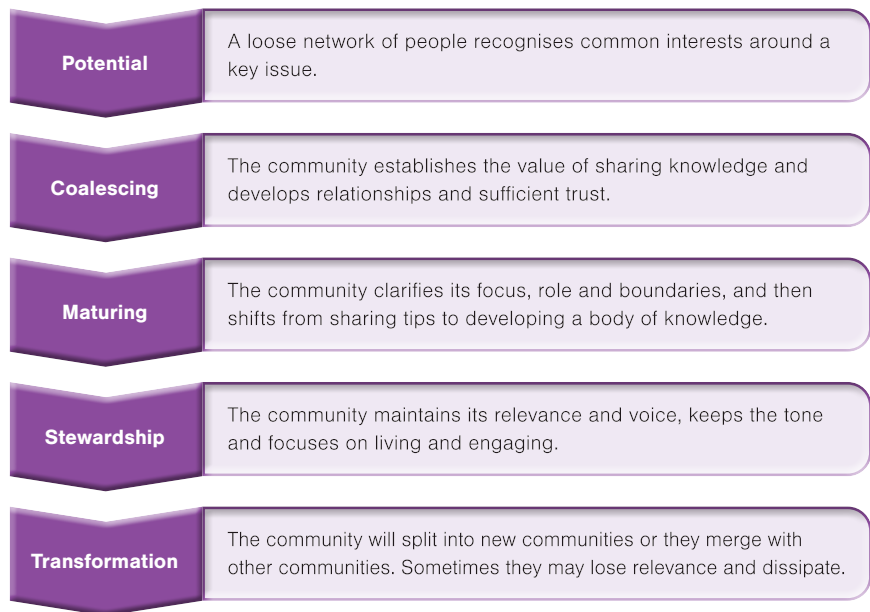 Potential
A loose network of people recognises common interests around a
key issue.
Coalescing
The community establishes the value of sharing knowledge and
develops relationships and sufficient trust.
Maturing
The community clarifies its focus, role and boundaries, and then
shifts from sharing tips to developing a body of knowledge.
Stewardship
The community maintains its relevance and voice, keeps the tone
and focuses on living and engaging.
Transformation
The community will split into new communities or they merge with
other communities. Sometimes they may lose relevance and dissipate.